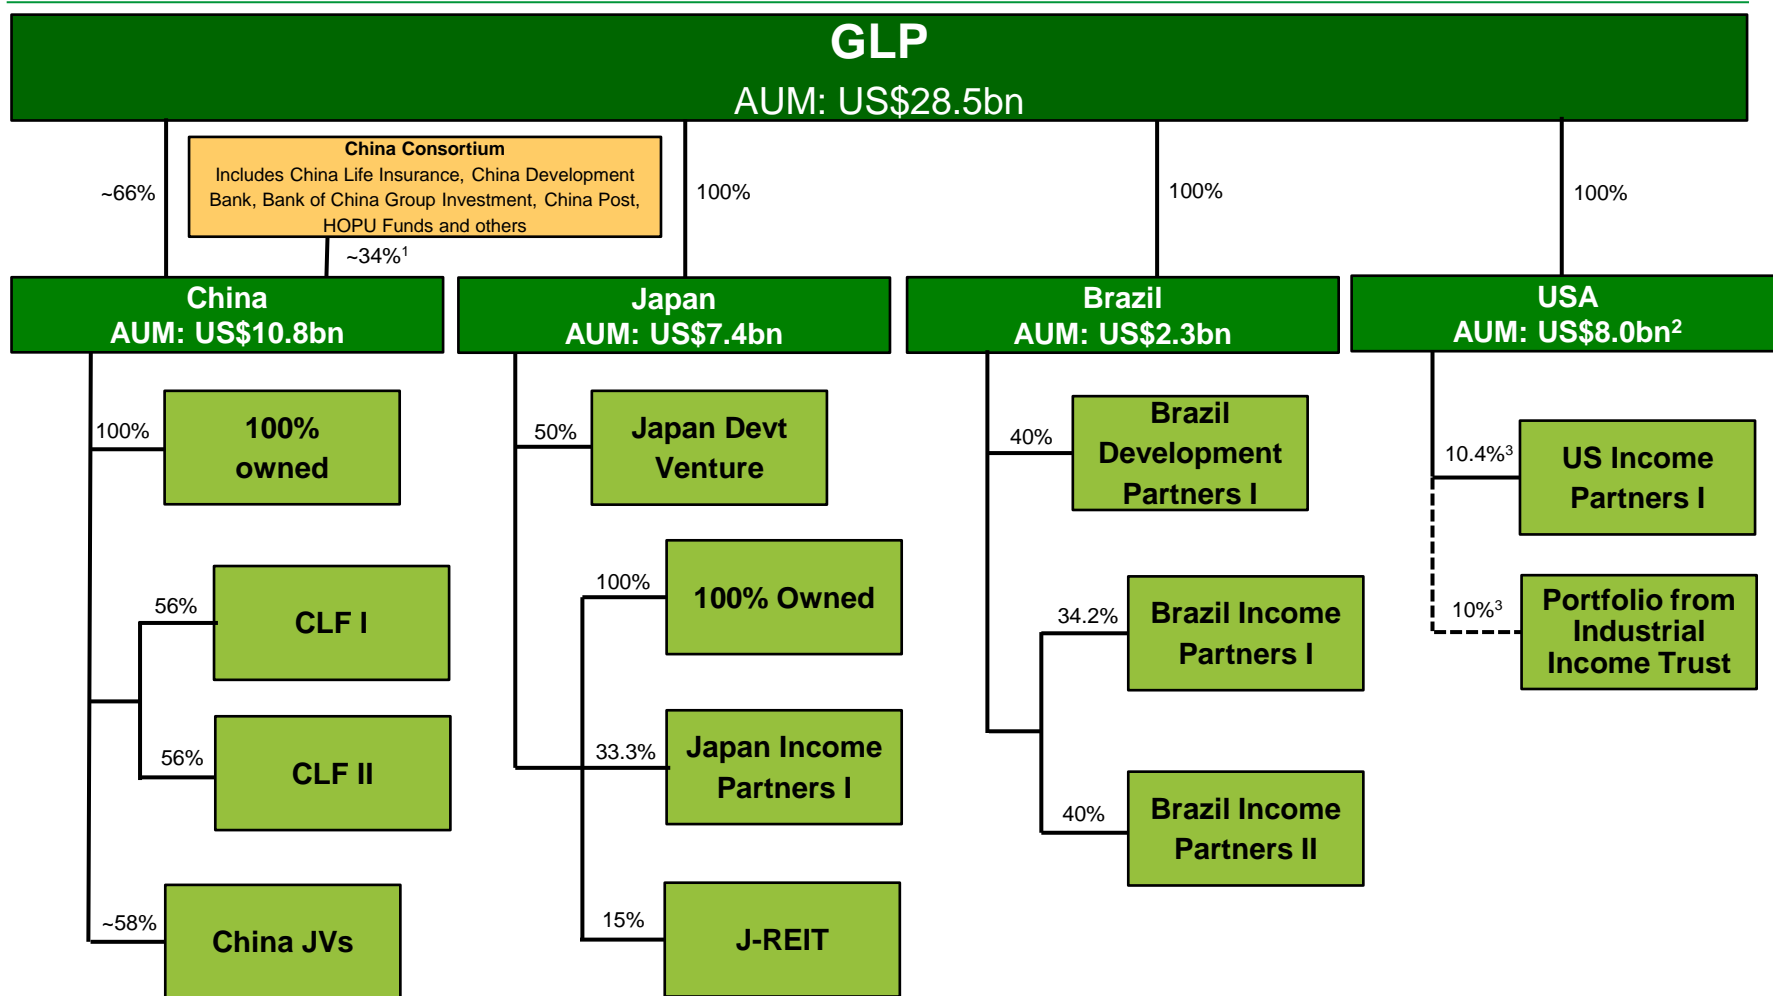 GLP
AUM: US$28.5bn
China Consortium
Includes China Life Insurance, China Development
Bank, Bank of China Group Investment, China Post,
HOPU Funds and others
~66%
~34%¹
100%
100%
100%
China
AUM: US$10.8bn
Japan
AUM: US$7.4bn
Brazil
AUM: US$2.3bn
USA
AUM: US$8.0bn²
100%
100%
owned
56%
CLF I
56%
CLF II
~58%
China JVs
50%
Japan Devt
Venture
100%
100% Owned
33.3%
Japan Income
Partners I
15%
J-REIT
40%
Brazil
Development
Partners I
34.2%
Brazil Income
Partners I
40%
Brazil Income
Partners II
10.4%³
US Income
Partners I
10%³
Portfolio from
Industrial
Income Trust